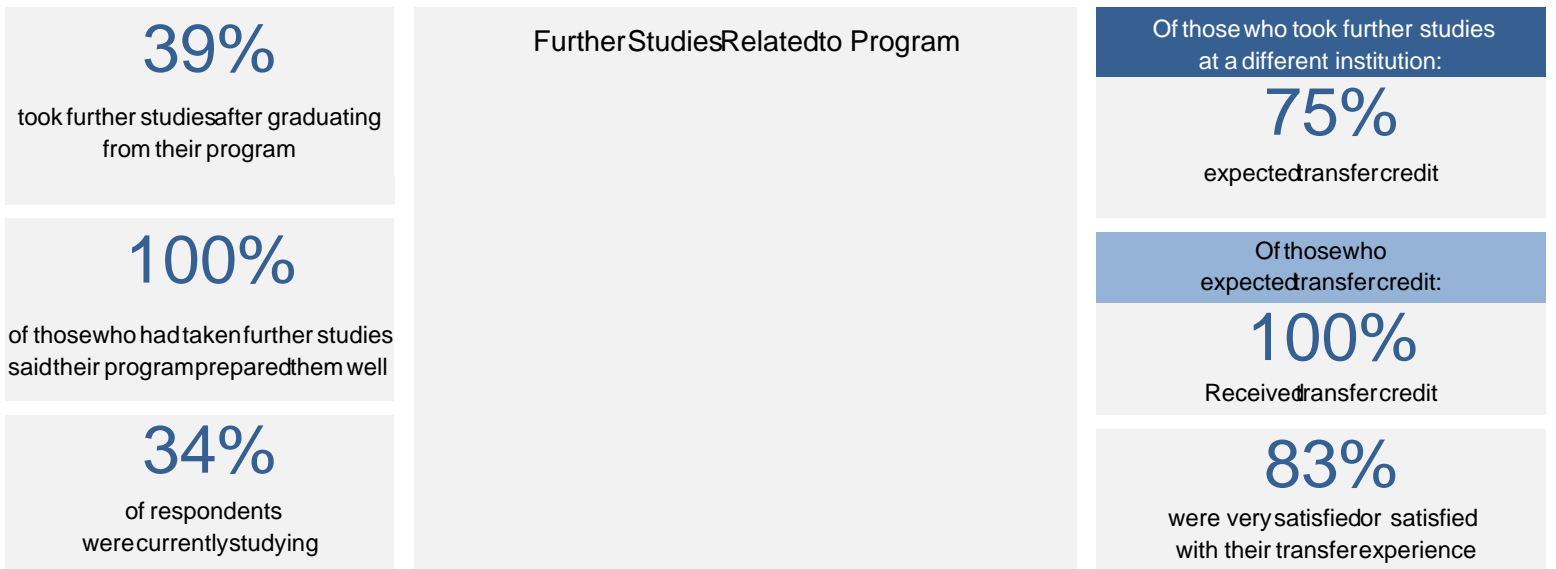 39%
took further studies after graduating
from their program
100%
of those who had taken further studies
said their program prepared them well
34%
of respondents
were currently studying
Further Studies Related to Program
Of those who took further studies
at a different institution:
75%
expected transfer credit
Of those who
expected transfer credit:
100%
Received transfer credit
83%
were very satisfied or satisfied
with their transfer experience